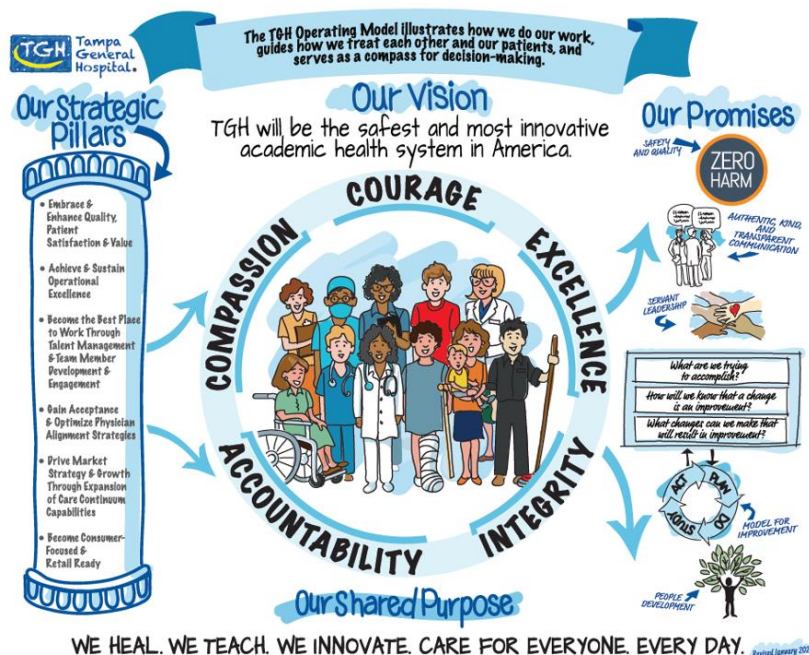 TGH Tampa
General
Hospital.
The TGH Operating Model illustrates how we do our work,
guides how we treat each other and our patients, and
serves as a compass for decision-making.
Our Strategic
Pillars
• Embrace &
Enhance Quality,
Patient
Satisfaction & Value
• Achieve & Sustain
Operational
Excellence
• Become the Best Place
to Work Through
Talent Management
& Team Member
Development &
Engagement
• Gain Acceptance
& Optimize Physician
Alignment Strategies
• Drive Market
Strategy & Growth
Through Expansion
of Care Continuum
Capabilities
• Become Consumer-
Focused &
Retail Ready
Our Vision
TGH will be the safest and most innovative
academic health system in America.
COMPASSION
COURAGE
EXCELLENCE
ACCOUNTABILITY
INTEGRITY
Our Promises
SAFETY
AND QUALITY
ZERO
HARM
AUTHENTIC, KIND,
AND
TRANSPARENT
COMMUNICATION
SERVANT
LEADERSHIP
What are we trying
to accomplish?
How will we know that a change
is an improvement?
What changes can we make that
will result in improvement?
ACT
PLAN
STUDY
DO
MODEL FOR
IMPROVEMENT
PEOPLE
DEVELOPMENT
Our Shared Purpose
WE HEAL. WE TEACH. WE INNOVATE. CARE FOR EVERYONE. EVERY DAY.
Revised January